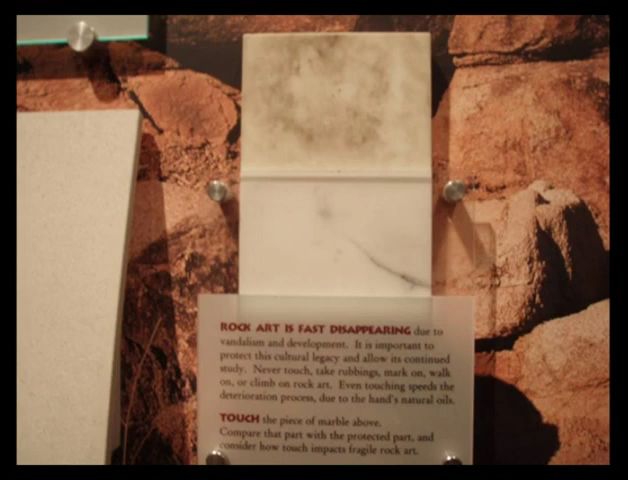 ROCK ART IS FAST DISAPPEARING due to
vandalism and development. It is important to
protect this cultural legacy and allow its continued
study. Never touch, take rubbings, mark on, walk
on, or climb on rock art. Even touching speeds the
deterioration process, due to the hand's natural oils.
TOUCH the piece of marble above.
Compare that part with the protected part, and
consider how touch impacts fragile rock art.